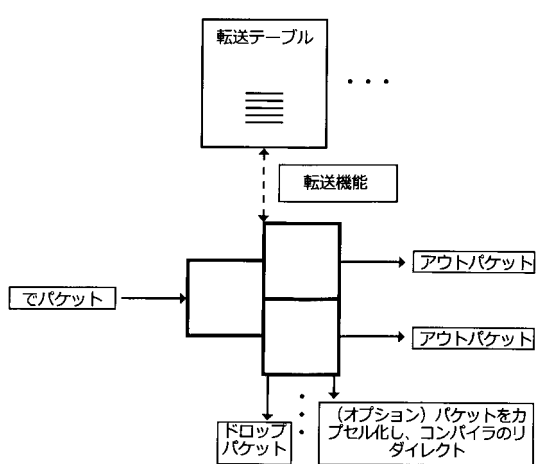 転送テーブル
転送機能
でパケット
アウトパケット
アウトパケット
ドロップ
パケット
(オプション) パケットをカ
プセル化し、コンパイラのリ
ダイレクト